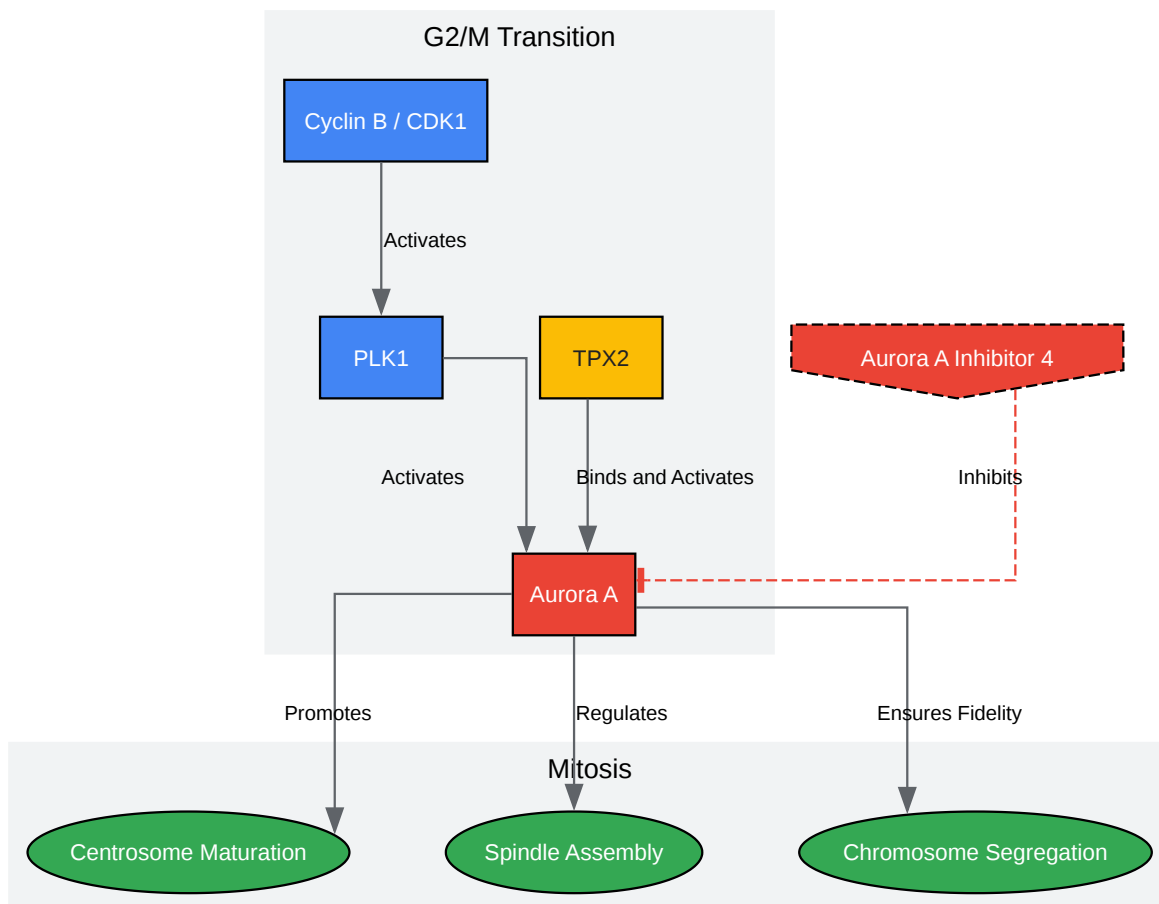 G2/M Transition
Cyclin B / CDK1
Activates
PLK1
TPX2
Aurora A Inhibitor 4
Activates
Binds and Activates
Inhibits
Aurora A
Promotes
Regulates
Ensures Fidelity
Mitosis
Centrosome Maturation
Spindle Assembly
Chromosome Segregation